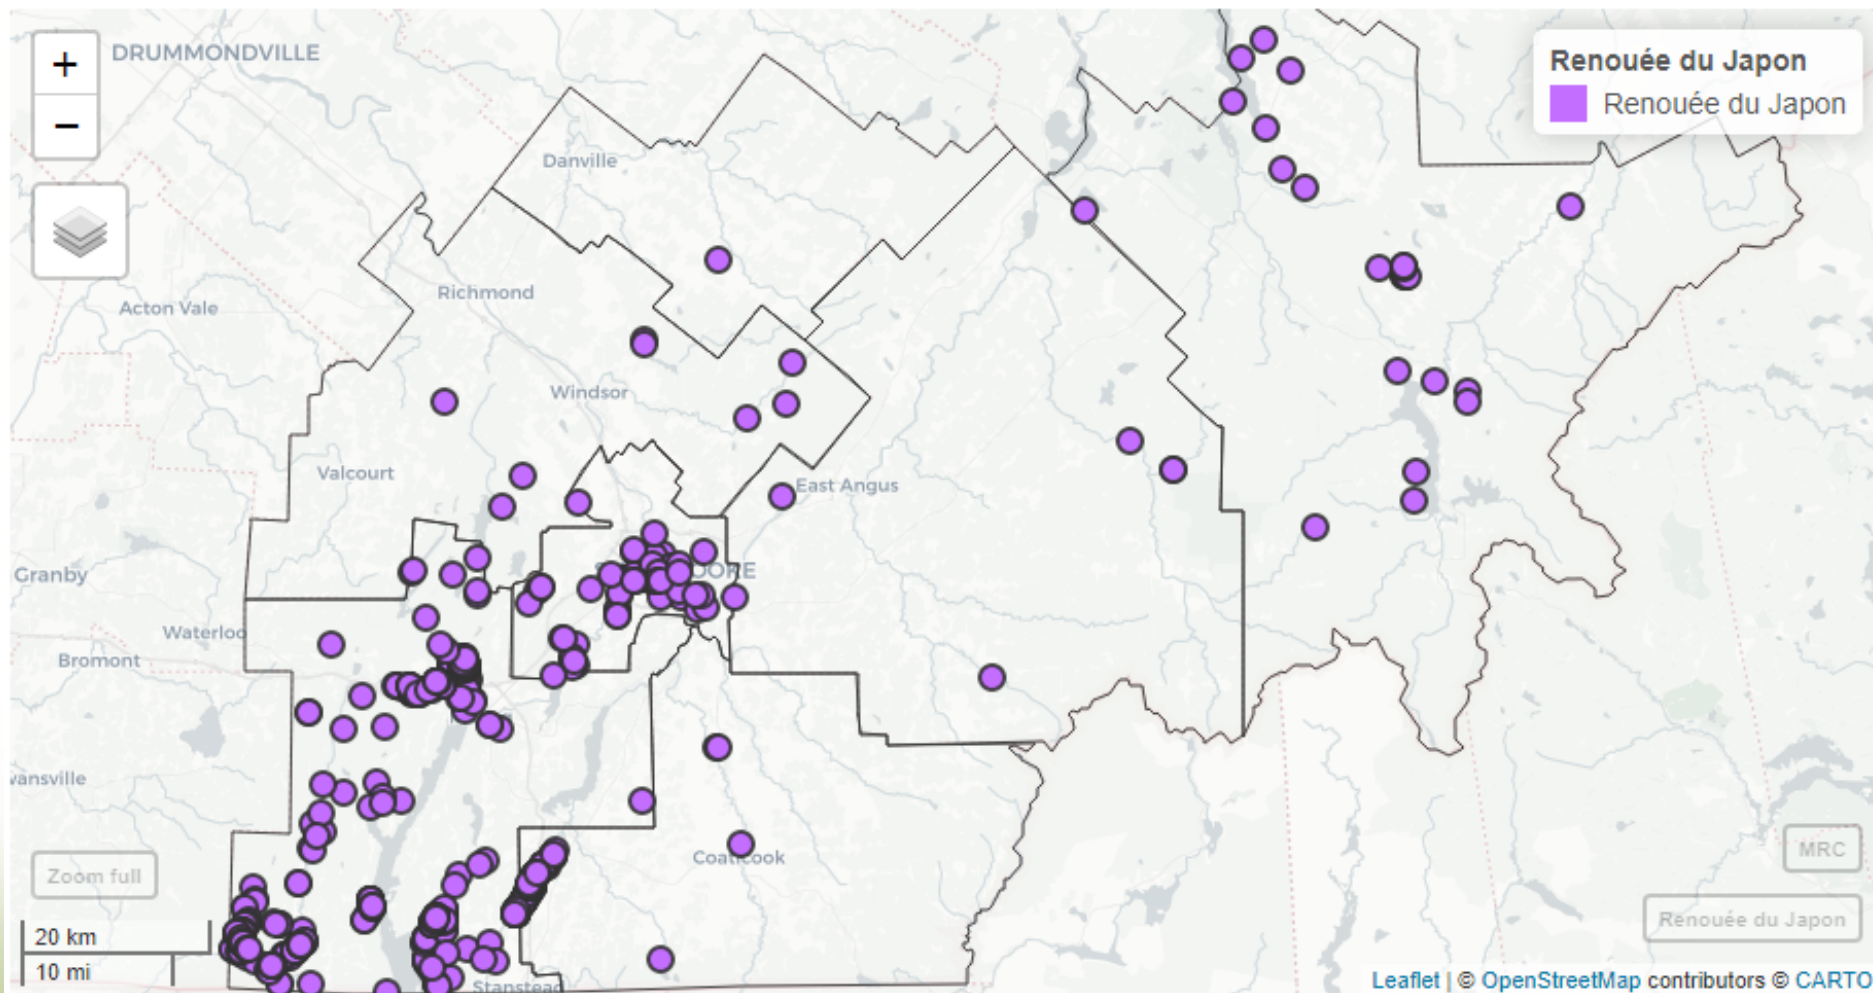 +
−
DRUMMONDVILLE
Renouée du Japon
Renouée du Japon
Danville
Richmond
Acton Vale
Windsor
Valcourt
East Angus
Granby
Waterloo
Bromont
Coaticook
MRC
Zoom full
Renouée du Japon
20 km
10 mi
Stanstead
Leaflet | © OpenStreetMap contributors © CARTO